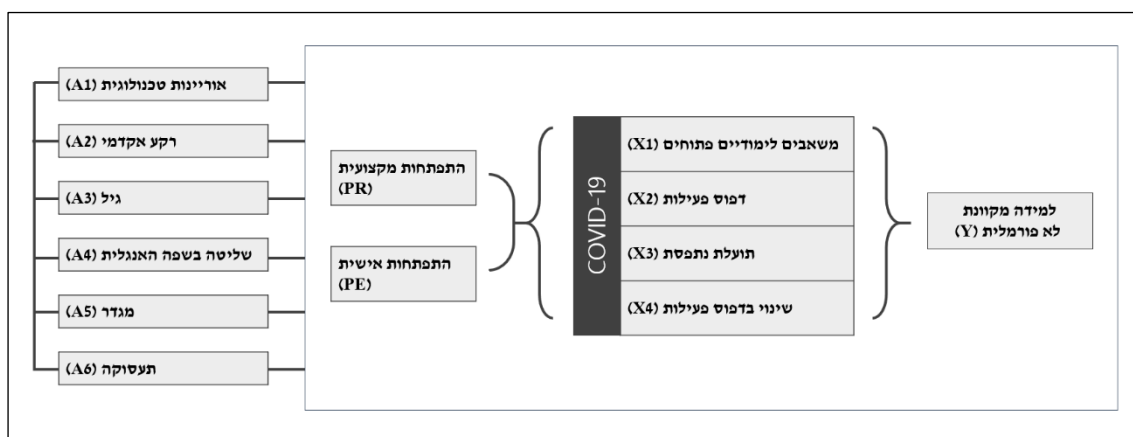 אוריינות טכנולוגית (A1)
רקע אקדמי (A2)
גיל (A3)
שליטה בשפה האנגלית (A4)
מגדר (A5)
תעסוקה (A6)
התפתחות מקצועית
(PR)
התפתחות אישית
(PE)
COVID-19
משאבים לימודיים פתוחים (X1)
דפוס פעילות (X2)
תועלת נתפסת (X3)
שינוי בדפוס פעילות (X4)
למידה מקוונת
לא פורמלית (Y)